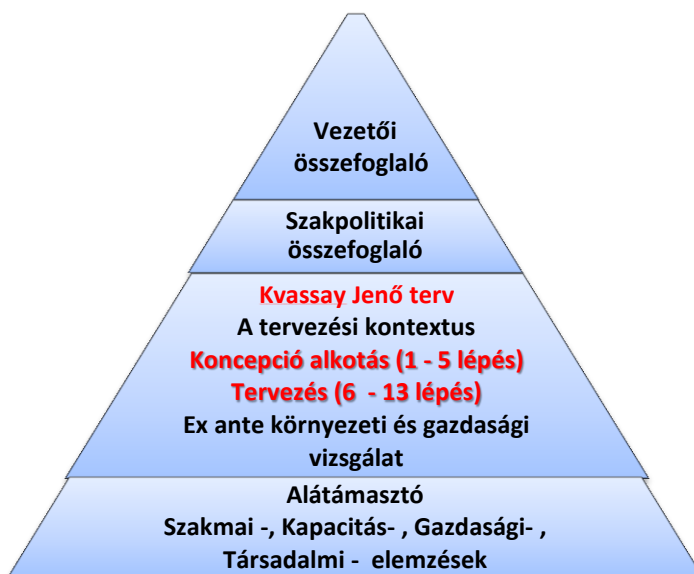 Vezetői
összefoglaló
Szakpolitikai
összefoglaló
Kvassay Jenő terv
A tervezési kontextus
Koncepció alkotás (1 - 5 lépés)
Tervezés (6 - 13 lépés)
Ex ante környezeti és gazdasági
vizsgálat
Alátámasztó
Szakmai -, Kapacitás- , Gazdasági- ,
Társadalmi - elemzések